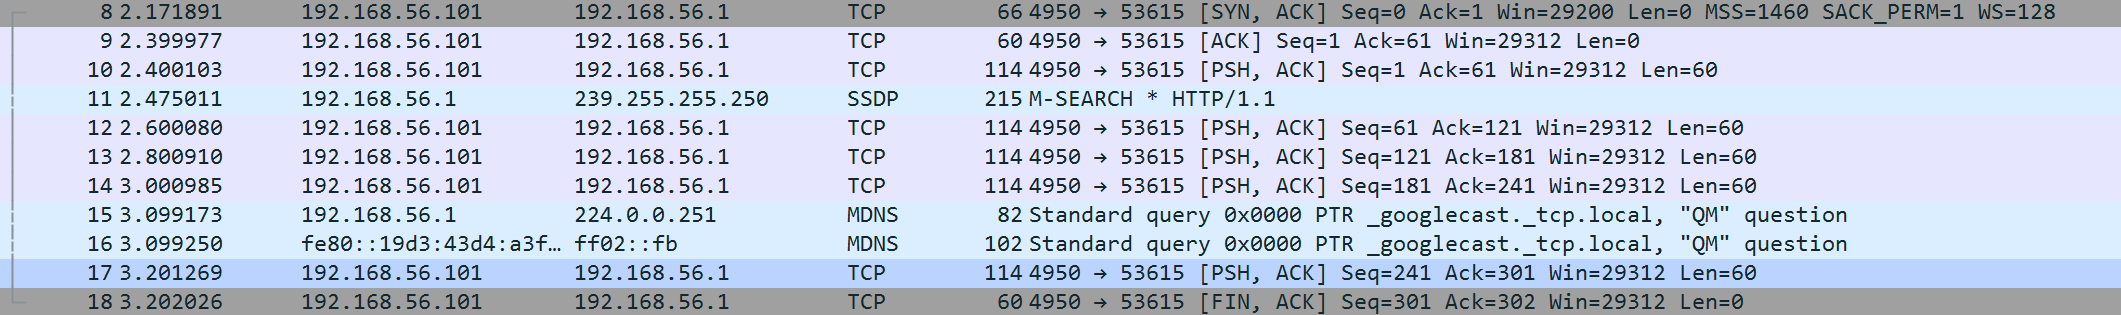 8 2.171891 192.168.56.101 192.168.56.1 TCP 66 4950 → 53615 [SYN, ACK] Seq=0 Ack=1 Win=29200 Len=0 MSS=1460 SACK_PERM=1 WS=128
9 2.399977 192.168.56.101 192.168.56.1 TCP 60 4950 → 53615 [ACK] Seq=1 Ack=61 Win=29312 Len=0
10 2.400103 192.168.56.101 192.168.56.1 TCP 114 4950 → 53615 [PSH, ACK] Seq=1 Ack=61 Win=29312 Len=60
11 2.475011 192.168.56.1 239.255.255.250 SSDP 215 M-SEARCH * HTTP/1.1
12 2.600080 192.168.56.101 192.168.56.1 TCP 114 4950 → 53615 [PSH, ACK] Seq=61 Ack=121 Win=29312 Len=60
13 2.800910 192.168.56.101 192.168.56.1 TCP 114 4950 → 53615 [PSH, ACK] Seq=121 Ack=181 Win=29312 Len=60
14 3.000985 192.168.56.101 192.168.56.1 TCP 114 4950 → 53615 [PSH, ACK] Seq=181 Ack=241 Win=29312 Len=60
15 3.099173 192.168.56.1 224.0.0.251 MDNS 82 Standard query 0x0000 PTR _googlecast._tcp.local, "QM" question
16 3.099250 fe80::19d3:43d4:a3f… ff02::fb MDNS 102 Standard query 0x0000 PTR _googlecast._tcp.local, "QM" question
17 3.201269 192.168.56.101 192.168.56.1 TCP 114 4950 → 53615 [PSH, ACK] Seq=241 Ack=301 Win=29312 Len=60
18 3.202026 192.168.56.101 192.168.56.1 TCP 60 4950 → 53615 [FIN, ACK] Seq=301 Ack=302 Win=29312 Len=0